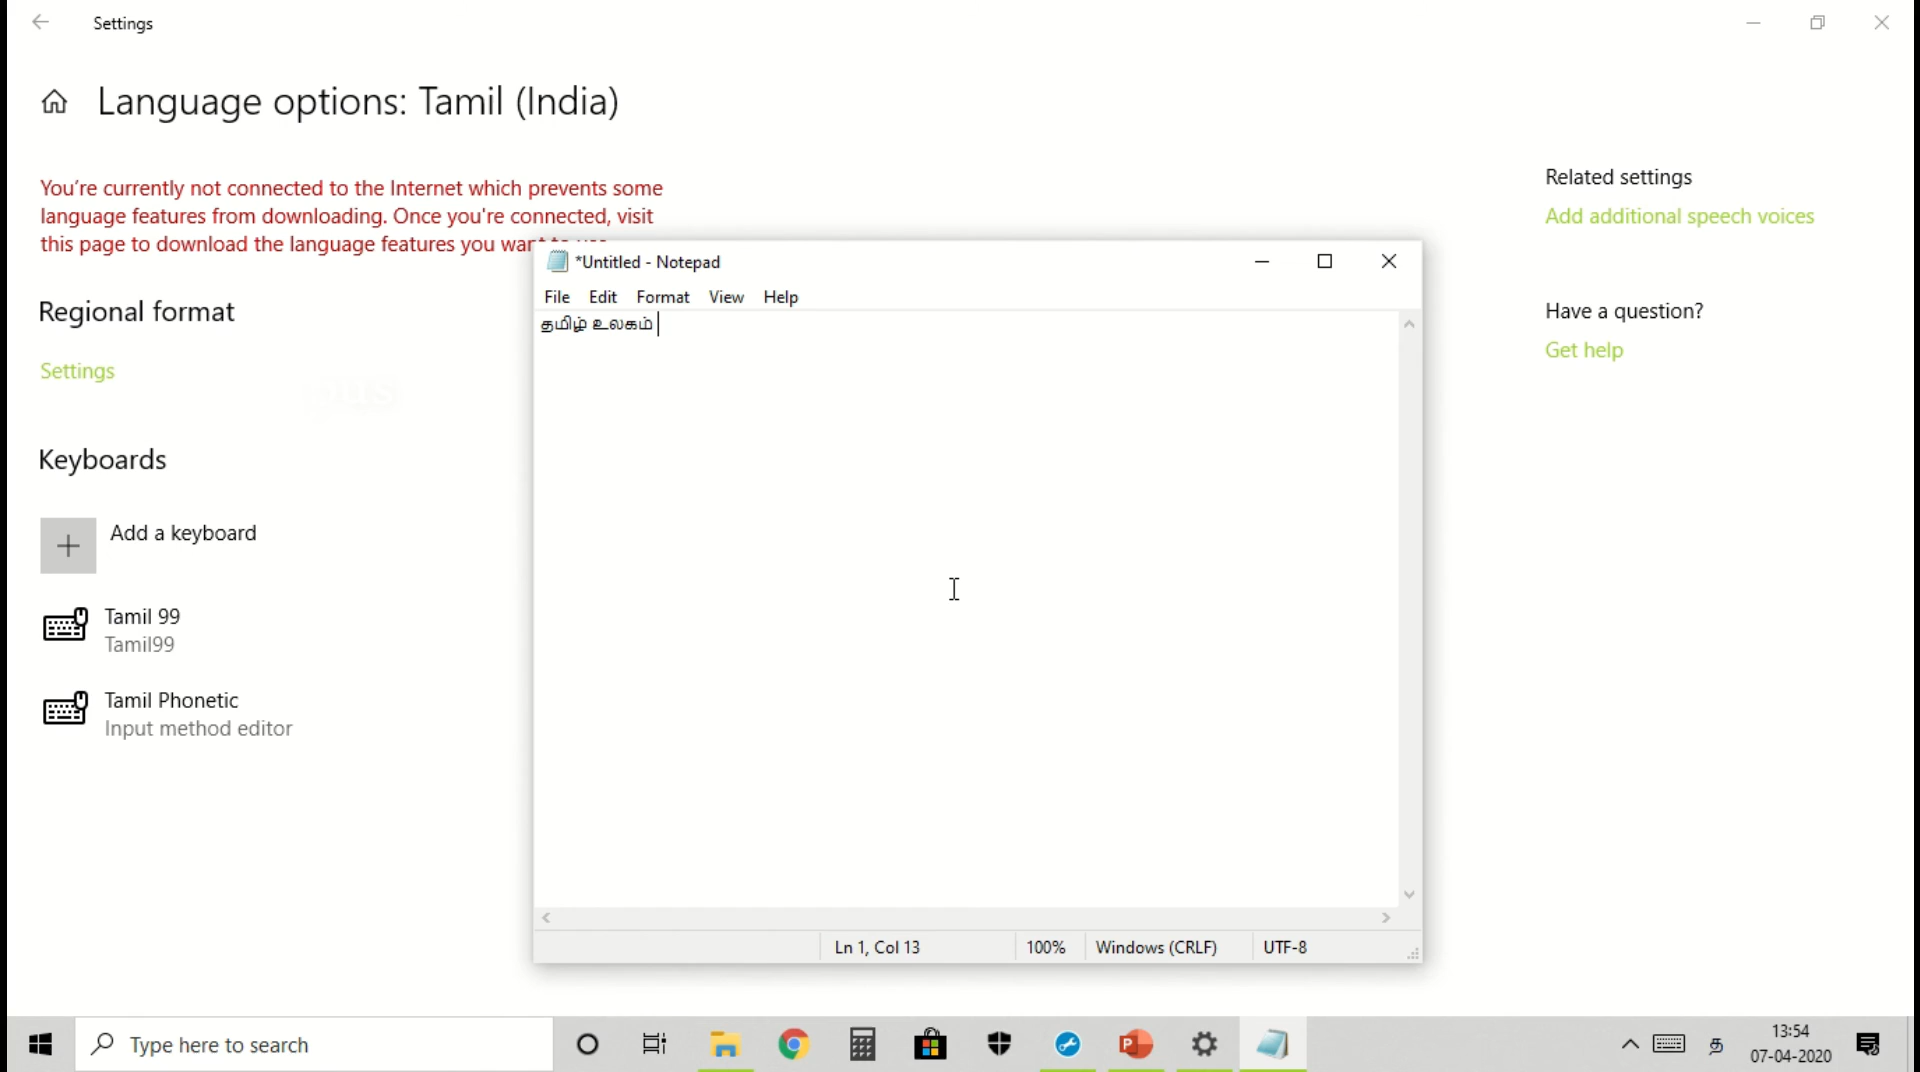 Settings
Language options: Tamil (India)
You're currently not connected to the Internet which prevents some
language features from downloading. Once you're connected, visit
this page to download the language features you want
Regional format
Settings
Keyboards
Add a keyboard
Tamil 99
Tamil99
Tamil Phonetic
Input method editor
Related settings
Add additional speech voices
Have a question?
Get help
*Untitled - Notepad
File Edit Format View Help
தமிழ் உலகம்
Ln 1, Col 13 100% Windows (CRLF) UTF-8
Type here to search
த
13:54
07-04-2020